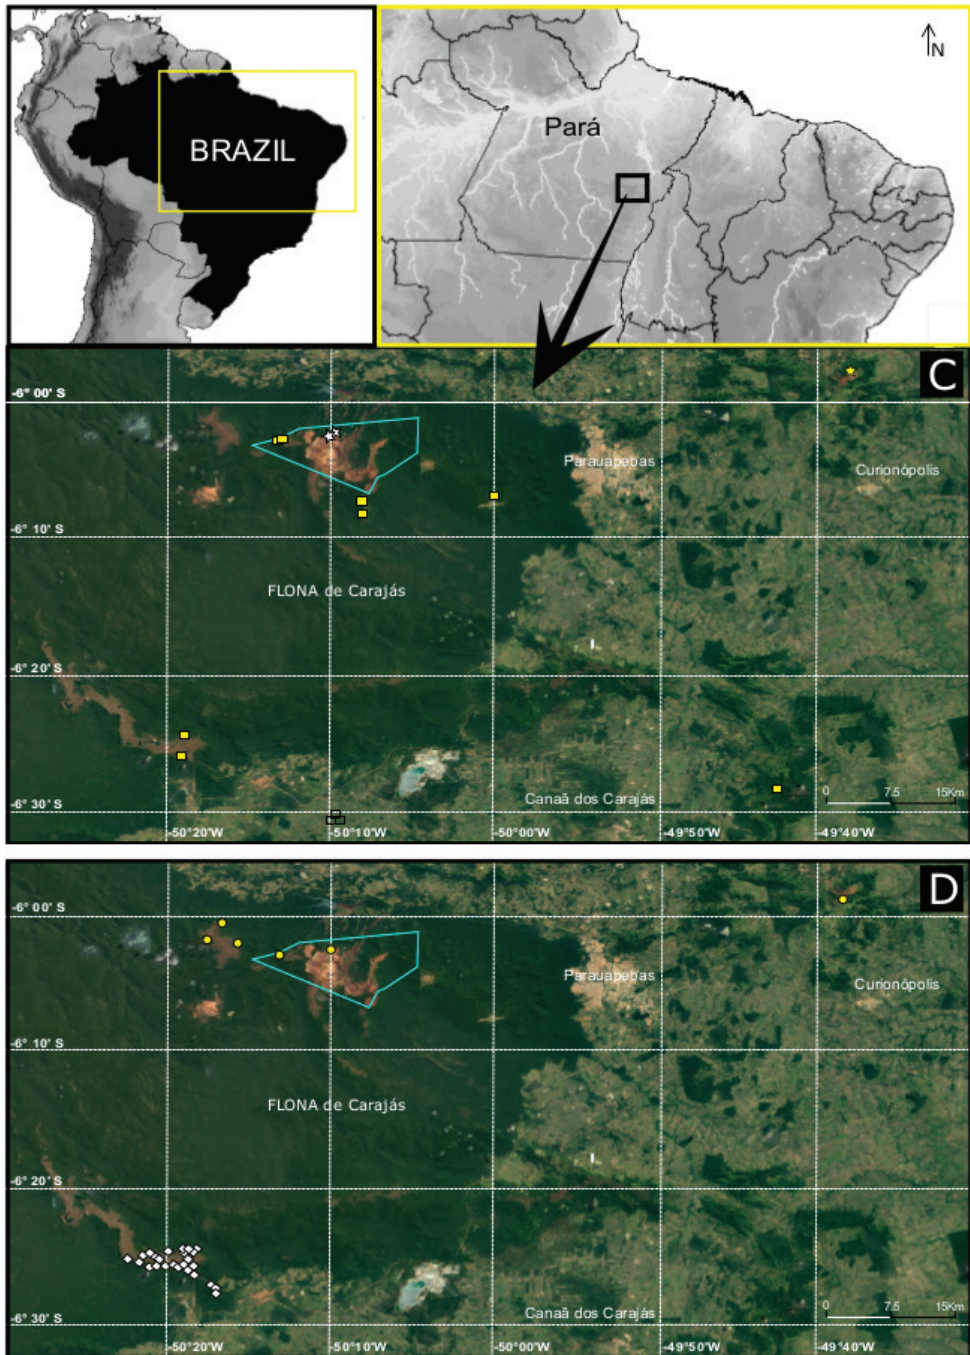 BRAZIL
N
Pará
C
-6° 00' S
Parauapebas
Curionópolis
-6° 10' S
FLONA de Carajás
-6° 20' S
Canaã dos Carajás
0 7.5 15Km
-6° 30' S
-50°20'W -50°10'W -50°00'W -49°50'W -49°40'W
D
-6° 00' S
Parauapebas
Curionópolis
-6° 10' S
FLONA de Carajás
-6° 20' S
Canaã dos Carajás
0 7.5 15Km
-6° 30' S
-50°20'W -50°10'W -50°00'W -49°50'W -49°40'W